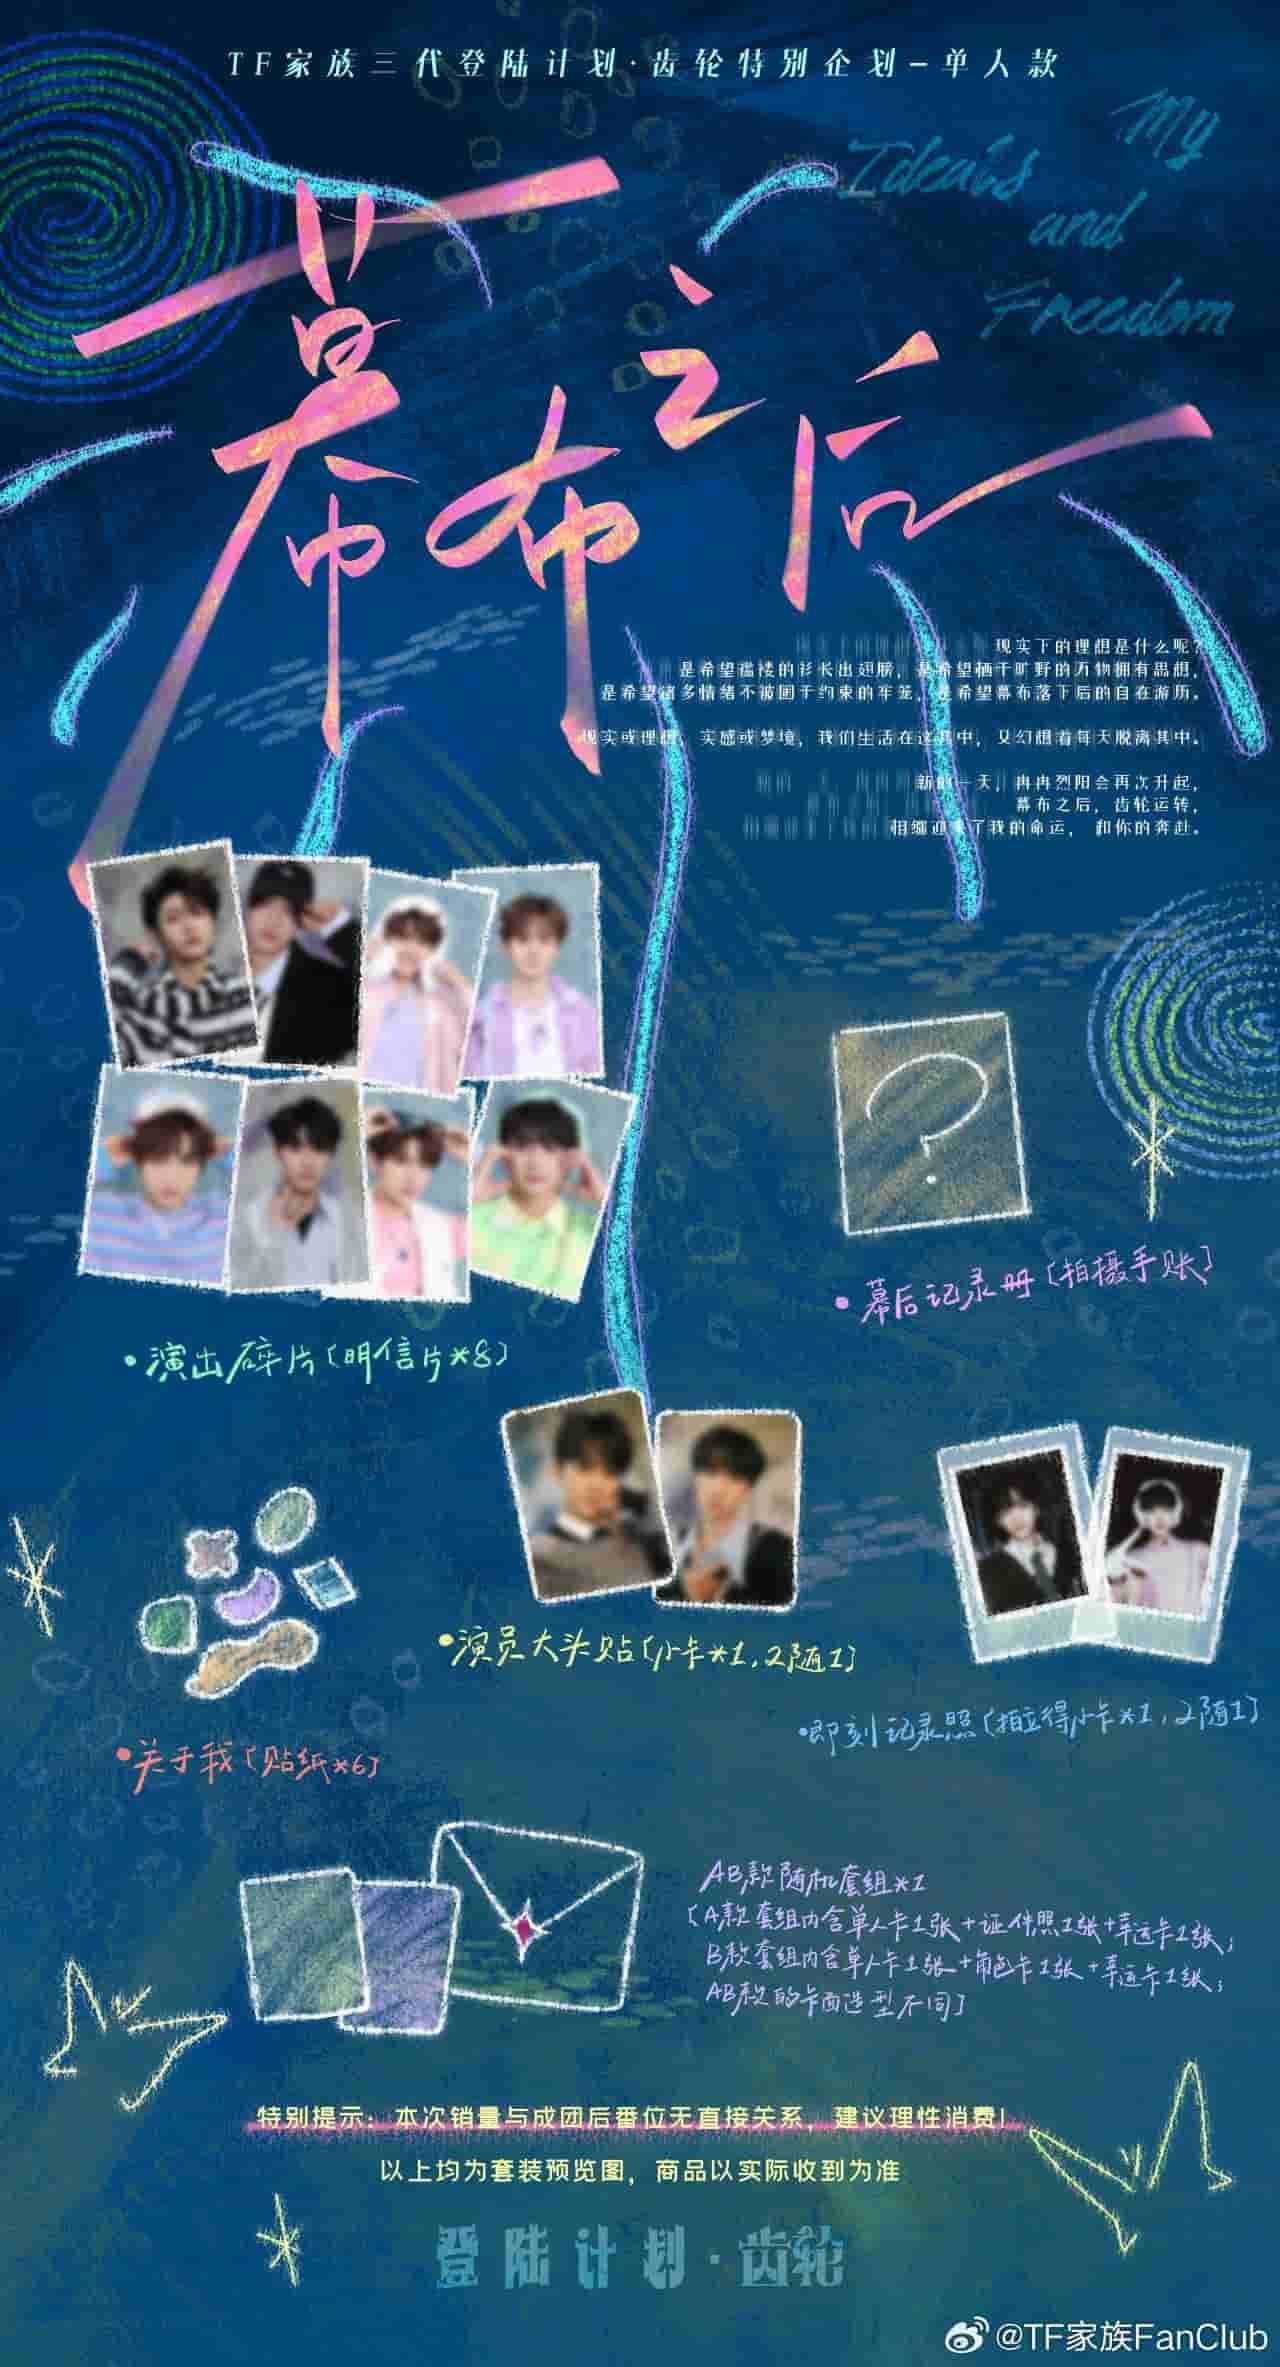 TF家族三代登陆计划·齿轮特别企划-单人款
My
Ideals
and
Freedom
幕布之后
现实下的理想是什么呢?
是希望褴褛的衫长出翅膀，是希望栖于旷野的万物拥有思想，
是希望诸多情绪不被困于约束的牢笼，是希望幕布落下后的自在游历。
现实或理想，实感或梦境，我们生活在这其中，又幻想着每天脱离其中。
新的一天，冉冉烈阳会再次升起，
幕布之后，齿轮运转，
相继迎来了我的命运，和你的奔赴。
•幕后记录册(拍摄手账)
•演出碎片(明信片*8)
•演员大头贴(小卡*1,2随1)
•即刻记录照(拍立得小卡*1,2随1)
•关于我(贴纸*6)
AB款随机套组*1
(A款套组内含单人卡1张+证件照1张+幸运卡1张;
B款套组内含单人卡1张+角色卡1张+幸运卡1张;
AB款的卡面造型不同)
特别提示：本次销量与成团后番位无直接关系，建议理性消费!
以上均为套装预览图，商品以实际收到为准
登陆计划·齿轮
@TF家族FanClub